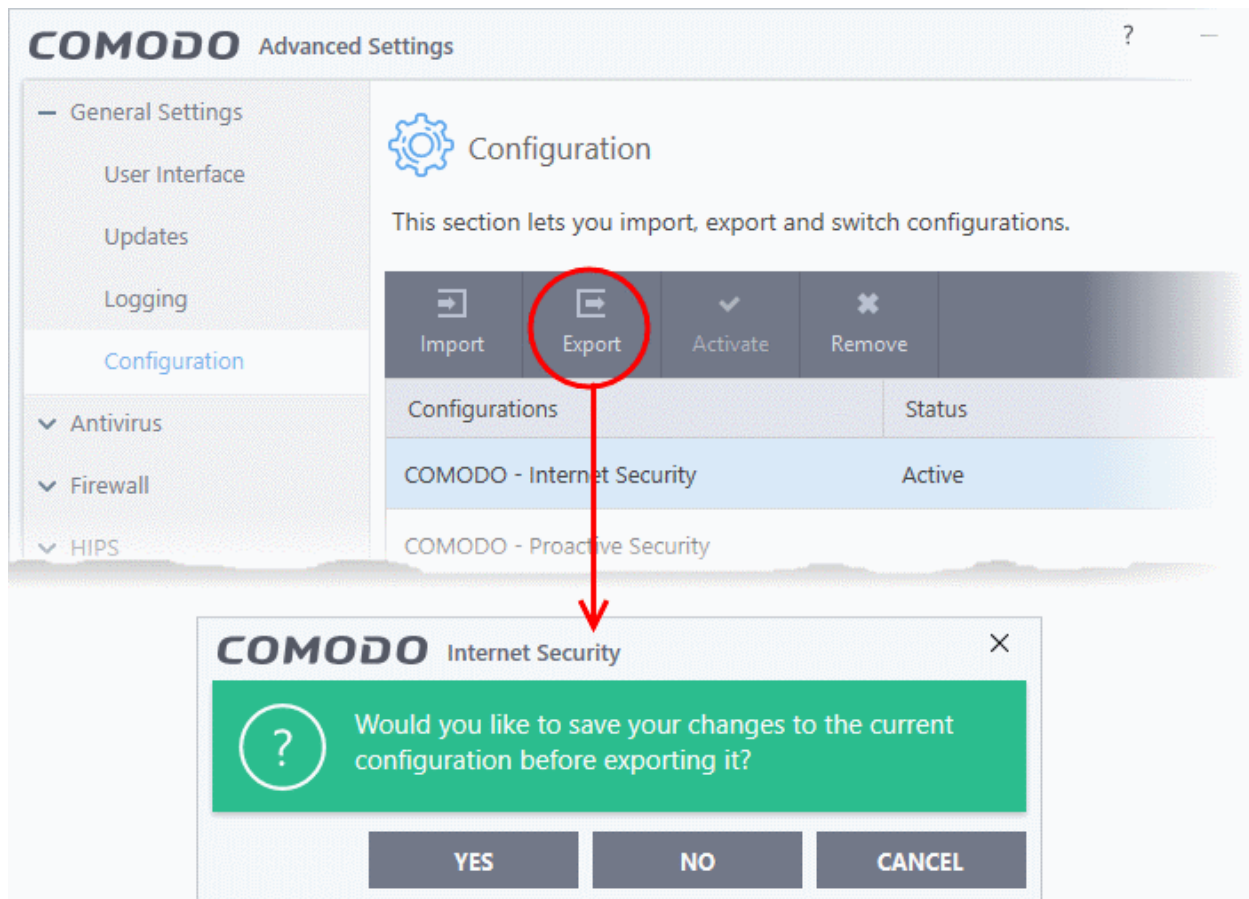 COMODO Advanced Settings ?
General Settings
User Interface
Updates
Logging
Configuration
Antivirus
Firewall
HIPS
Configuration
This section lets you import, export and switch configurations.
Import Export Activate Remove
Configurations Status
COMODO - Internet Security Active
COMODO - Proactive Security
COMODO Internet Security
?
Would you like to save your changes to the current
configuration before exporting it?
YES NO CANCEL